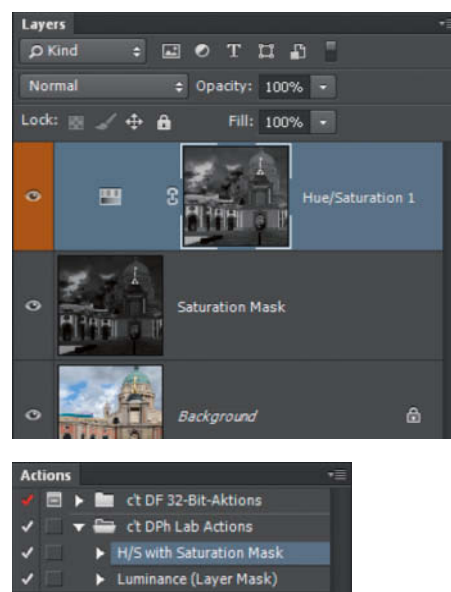 Layers
Kind
Normal Opacity: 100%
Lock: Fill: 100%
Hue/Saturation 1
Saturation Mask
Background
Actions
c't DF 32-Bit-Aktionen
c't DPh Lab Actions
H/S with Saturation Mask
Luminance (Layer Mask)